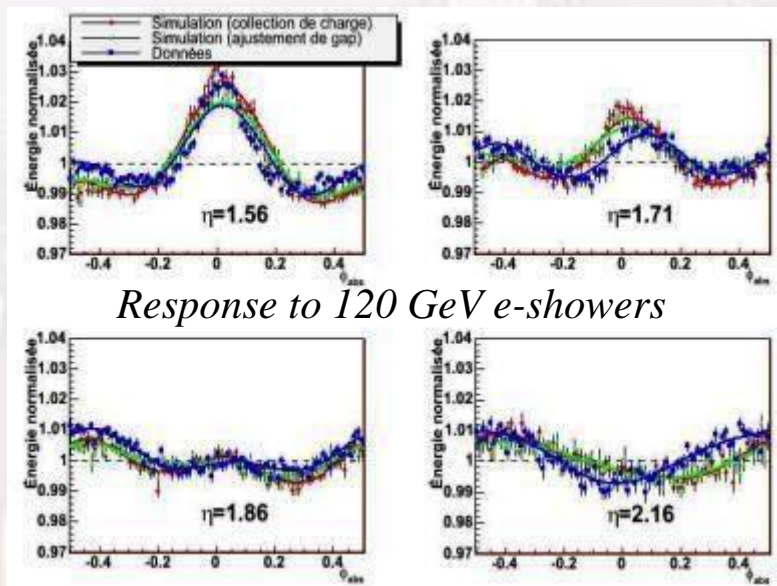 Simulation (collection de charge)
Simulation (ajustement de gap)
Données
Énergie normalisée
1.04
1.03
1.02
1.01
1
0.99
0.98
0.97
η=1.56
-0.4 -0.2 0 0.2 0.4
ϕabs
Énergie normalisée
1.04
1.03
1.02
1.01
1
0.99
0.98
0.97
η=1.71
-0.4 -0.2 0 0.2 0.4
ϕabs
Response to 120 GeV e-showers
Énergie normalisée
1.04
1.03
1.02
1.01
1
0.99
0.98
0.97
η=1.86
-0.4 -0.2 0 0.2 0.4
ϕabs
Énergie normalisée
1.04
1.03
1.02
1.01
1
0.99
0.98
0.97
η=2.16
-0.4 -0.2 0 0.2 0.4
ϕabs